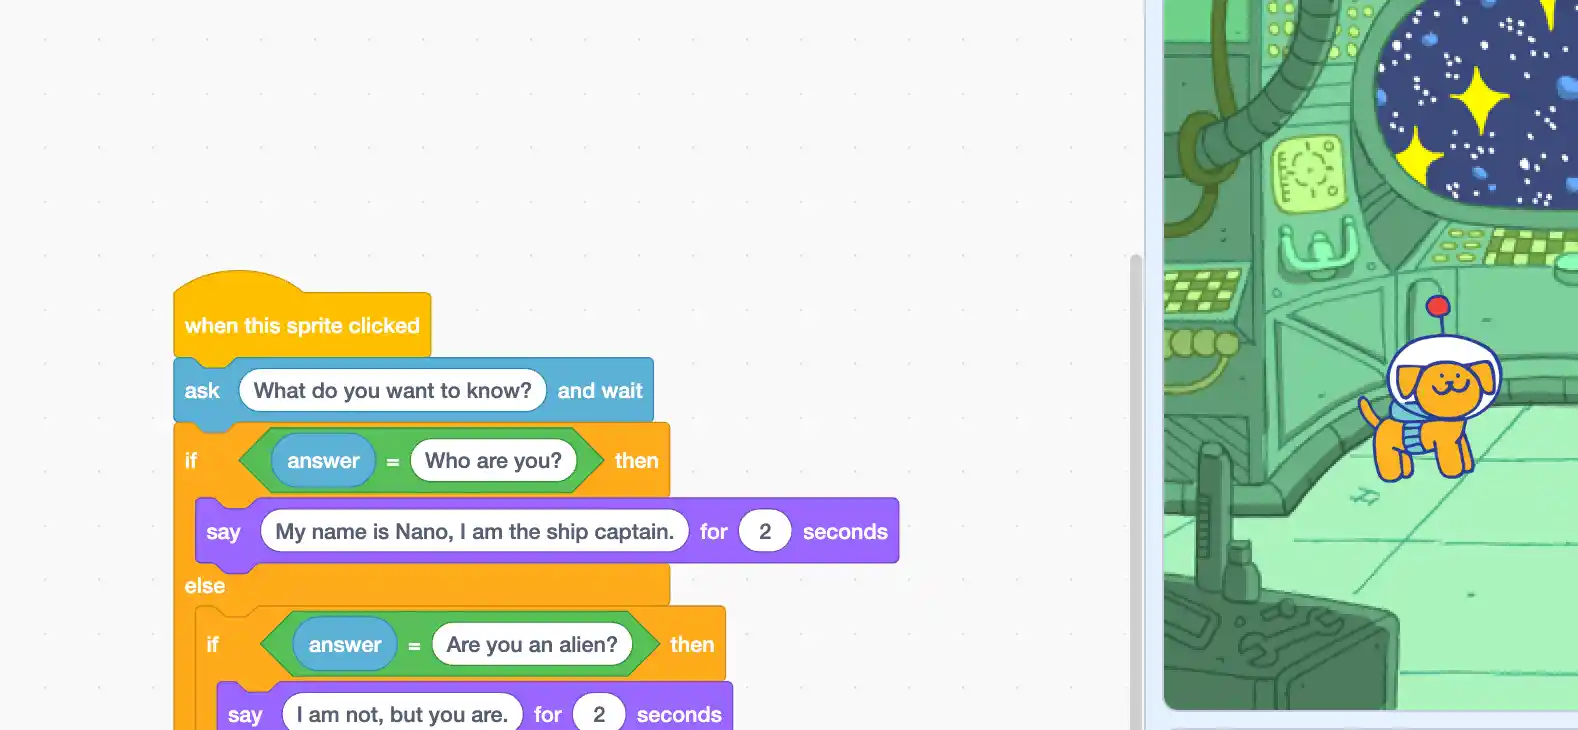 when this sprite clicked
ask What do you want to know? and wait
if answer = Who are you? then
say My name is Nano, I am the ship captain. for 2 seconds
else
if answer = Are you an alien? then
say I am not, but you are. for 2 seconds